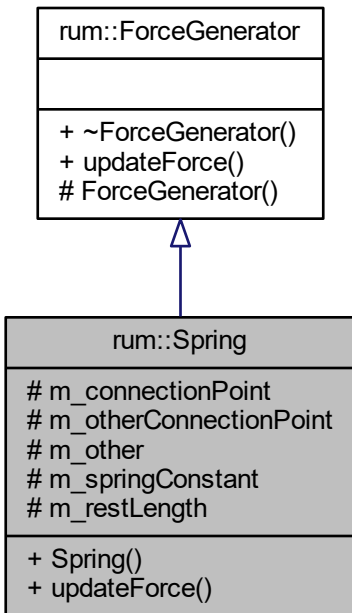 rum::ForceGenerator
+ ~ForceGenerator()
+ updateForce()
# ForceGenerator()
rum::Spring
# m_connectionPoint
# m_otherConnectionPoint
# m_other
# m_springConstant
# m_restLength
+ Spring()
+ updateForce()